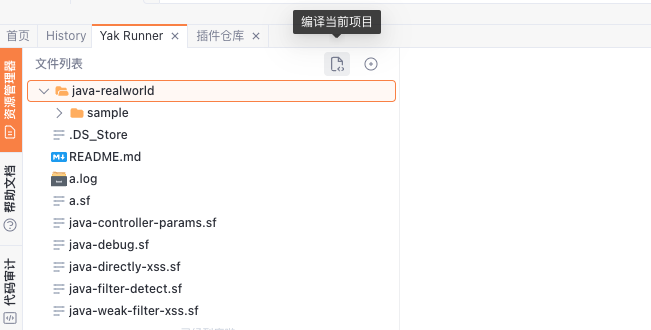 编译当前项目
首页 History Yak Runner 插件仓库
资源管理器
帮助文档
代码审计
文件列表
java-realworld
sample
.DS_Store
README.md
a.log
a.sf
java-controller-params.sf
java-debug.sf
java-directly-xss.sf
java-filter-detect.sf
java-weak-filter-xss.sf